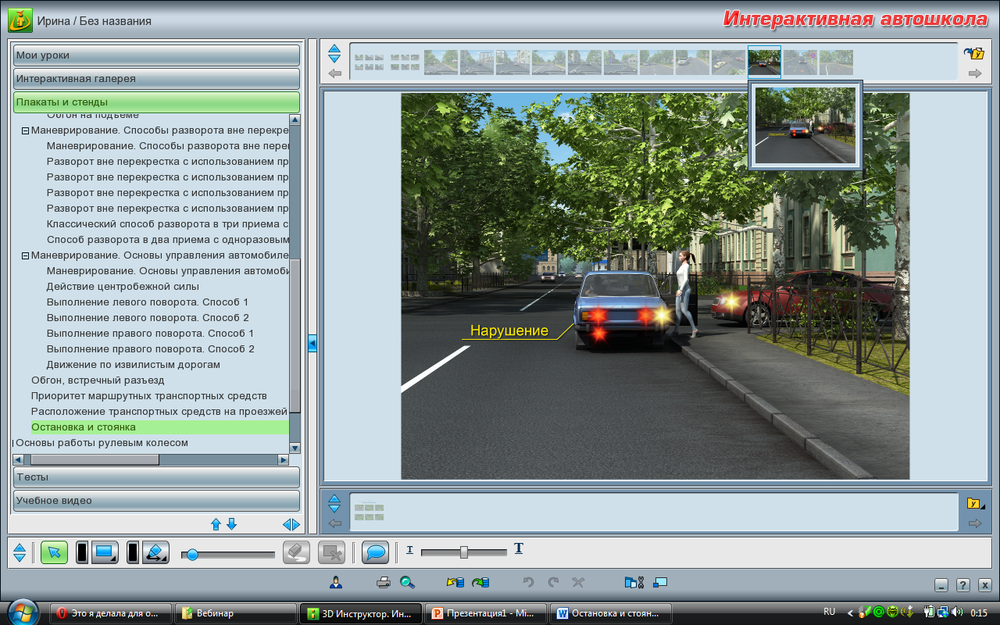 Ирина / Без названия
Интерактивная автошкола
Мои уроки
Интерактивная галерея
Плакаты и стенды
Обгон на подъеме
Маневрирование. Способы разворота вне перекре
Маневрирование. Способы разворота вне пере
Разворот вне перекрестка с использованием пр
Разворот вне перекрестка с использованием пр
Разворот вне перекрестка с использованием пр
Разворот вне перекрестка с использованием пр
Классический способ разворота в три приема с
Способ разворота в два приема с одноразовым
Маневрирование. Основы управления автомобиле
Маневрирование. Основы управления автомоби
Действие центробежной силы
Выполнение левого поворота. Способ 1
Выполнение левого поворота. Способ 2
Выполнение правого поворота. Способ 1
Выполнение правого поворота. Способ 2
Движение по извилистым дорогам
Обгон, встречный разъезд
Приоритет маршрутных транспортных средств
Расположение транспортных средств на проезжей
Остановка и стоянка
Основы работы рулевым колесом
Тесты
Учебное видео
Нарушение
Нарушение
T T
Это я делала для о...
Вебинар
3D Инструктор. Ин...
Презентация1 - Mi...
Остановка и стоян...
RU
0:15